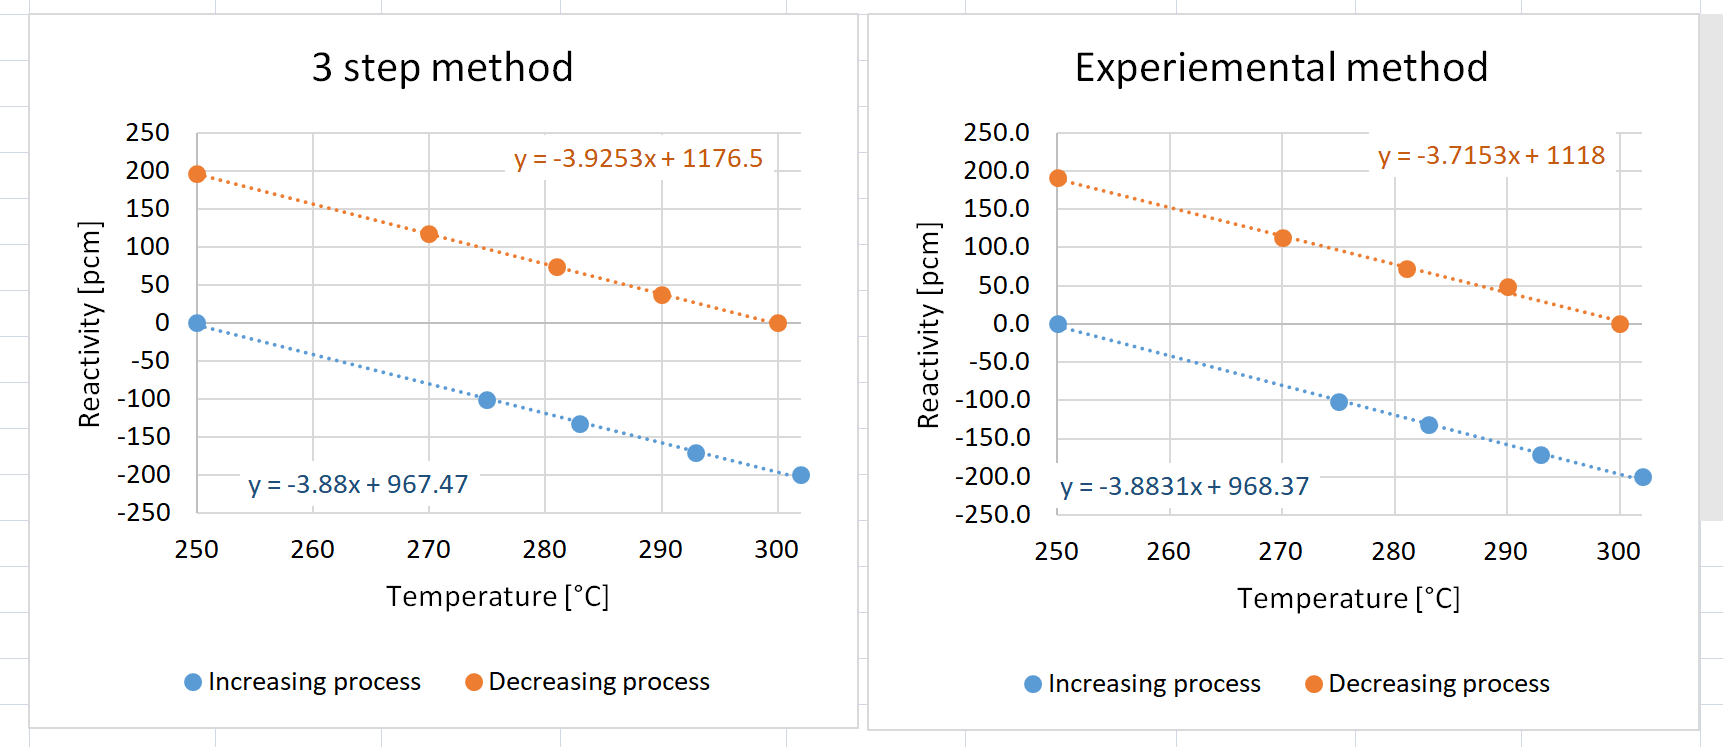 3 step method
250
200
150
100
50
0
-50
-100
-150
-200
-250
Reactivity [pcm]
y = -3.9253x + 1176.5
y = -3.88x + 967.47
250 260 270 280 290 300
Temperature [°C]
Increasing process Decreasing process
Experiemental method
250.0
200.0
150.0
100.0
50.0
0.0
-50.0
-100.0
-150.0
-200.0
-250.0
Reactivity [pcm]
y = -3.7153x + 1118
y = -3.8831x + 968.37
250 260 270 280 290 300
Temperature [°C]
Increasing process Decreasing process